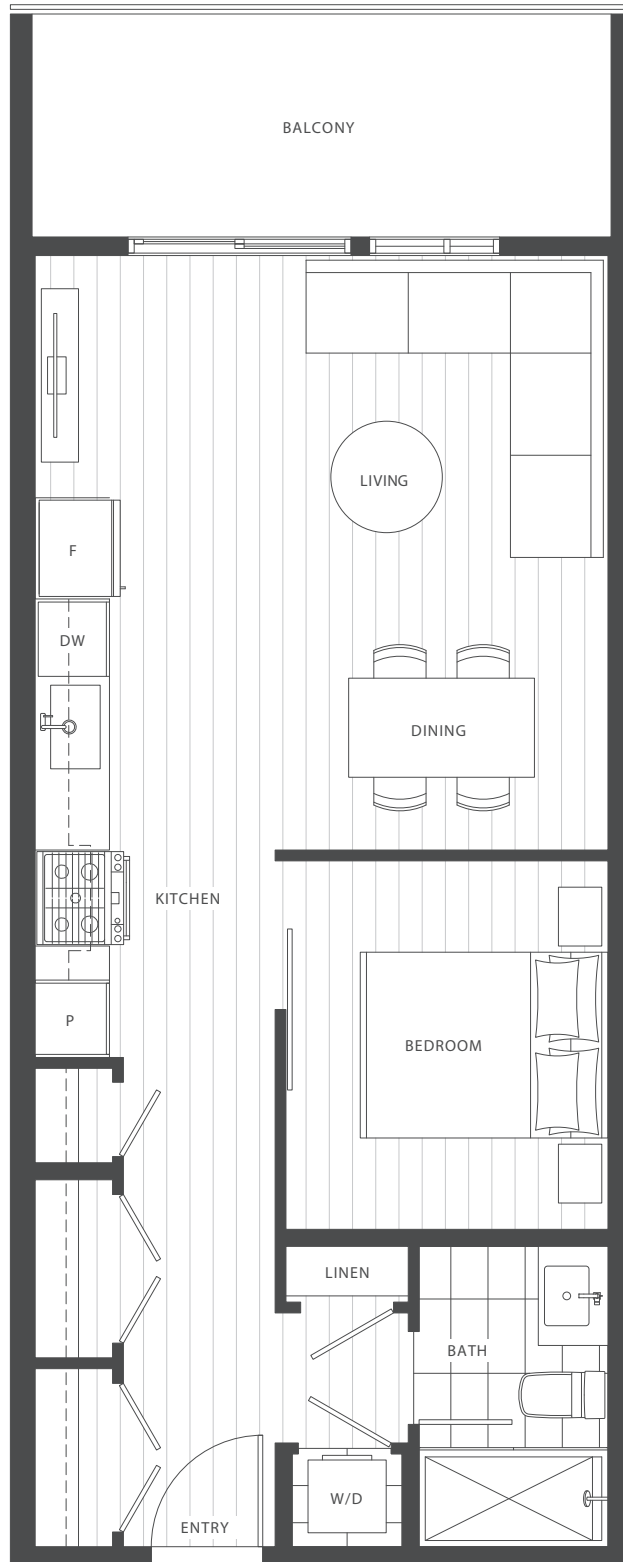 BALCONY
LIVING
F
DW
DINING
KITCHEN
P
BEDROOM
LINEN
BATH
W/D
ENTRY